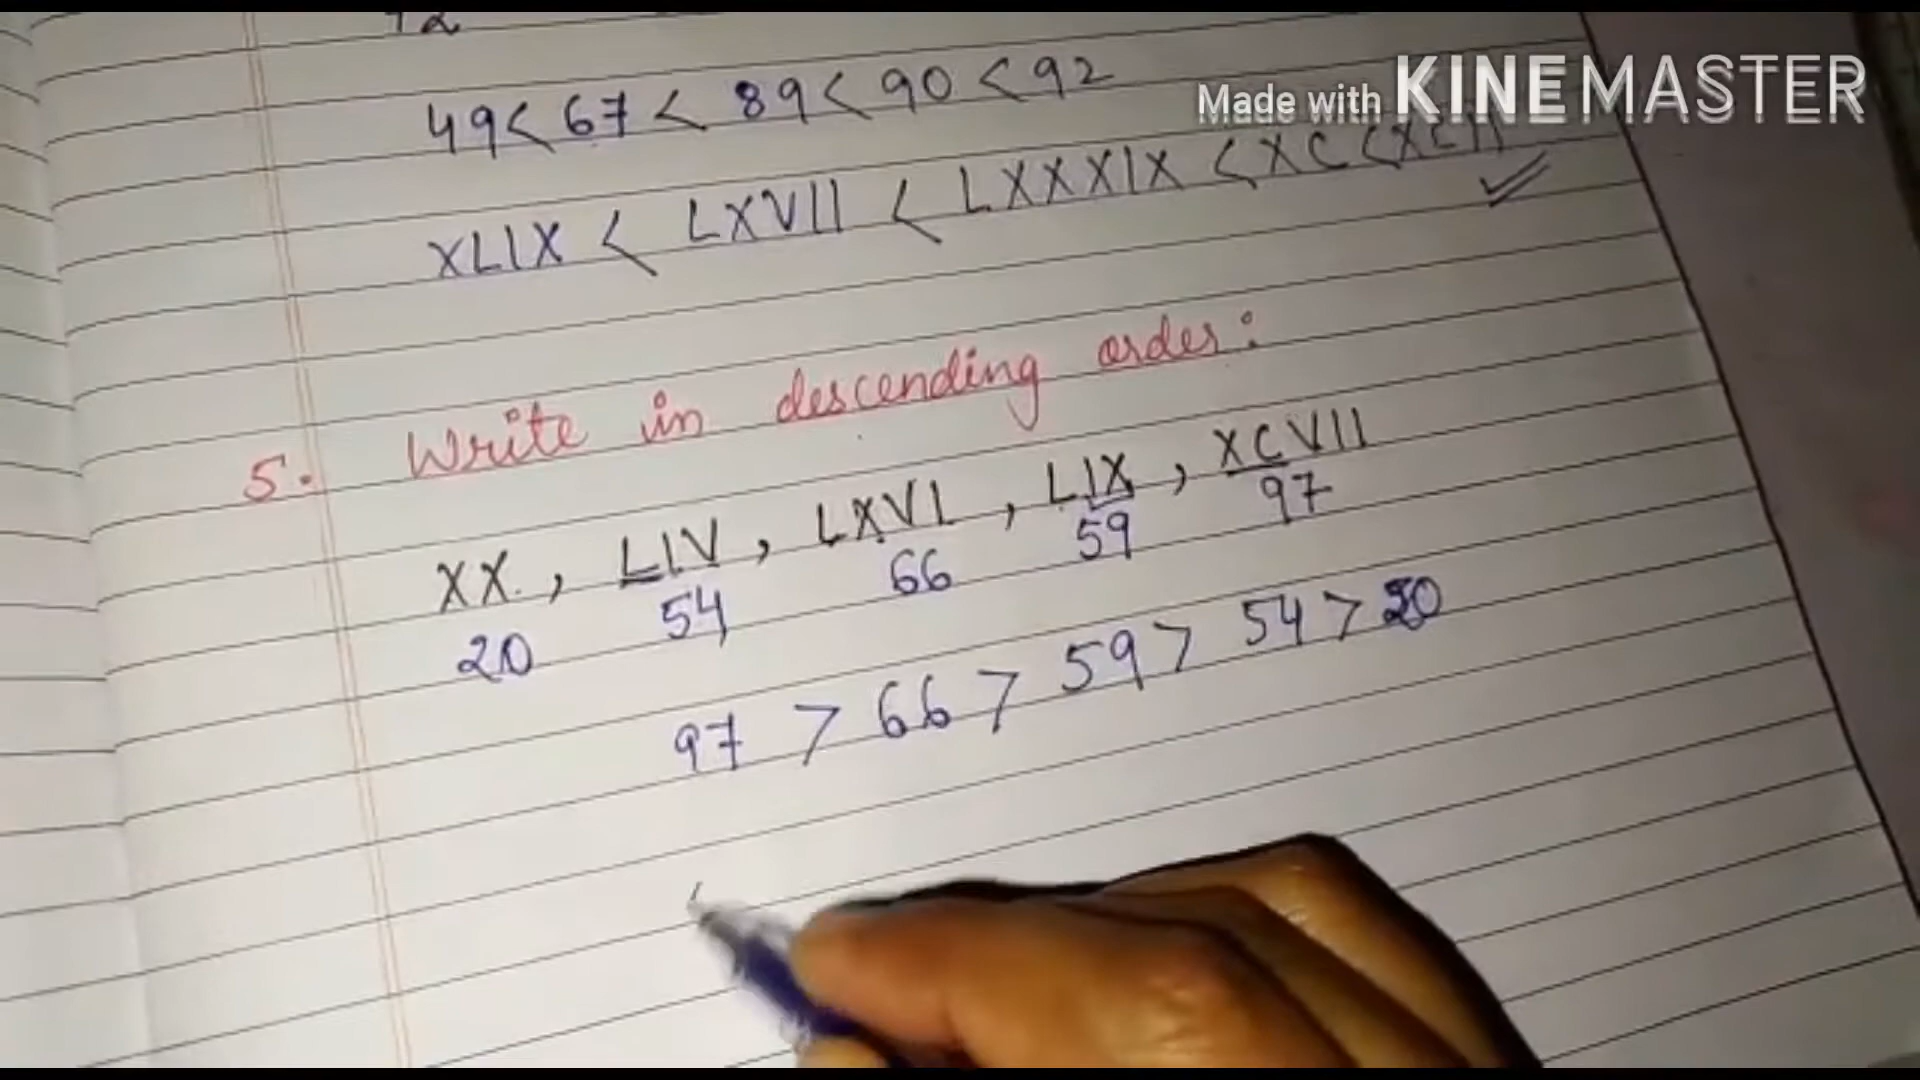 49 < 67 < 89 < 90 < 92
Made with KINEMASTER
XLIX < LXVII < LXXXIX < XC < XCII
5. Write in descending order:
XX, LIV, LXVI, LIX, XCVII
20 54 66 59 97
97 > 66 > 59 > 54 > 20